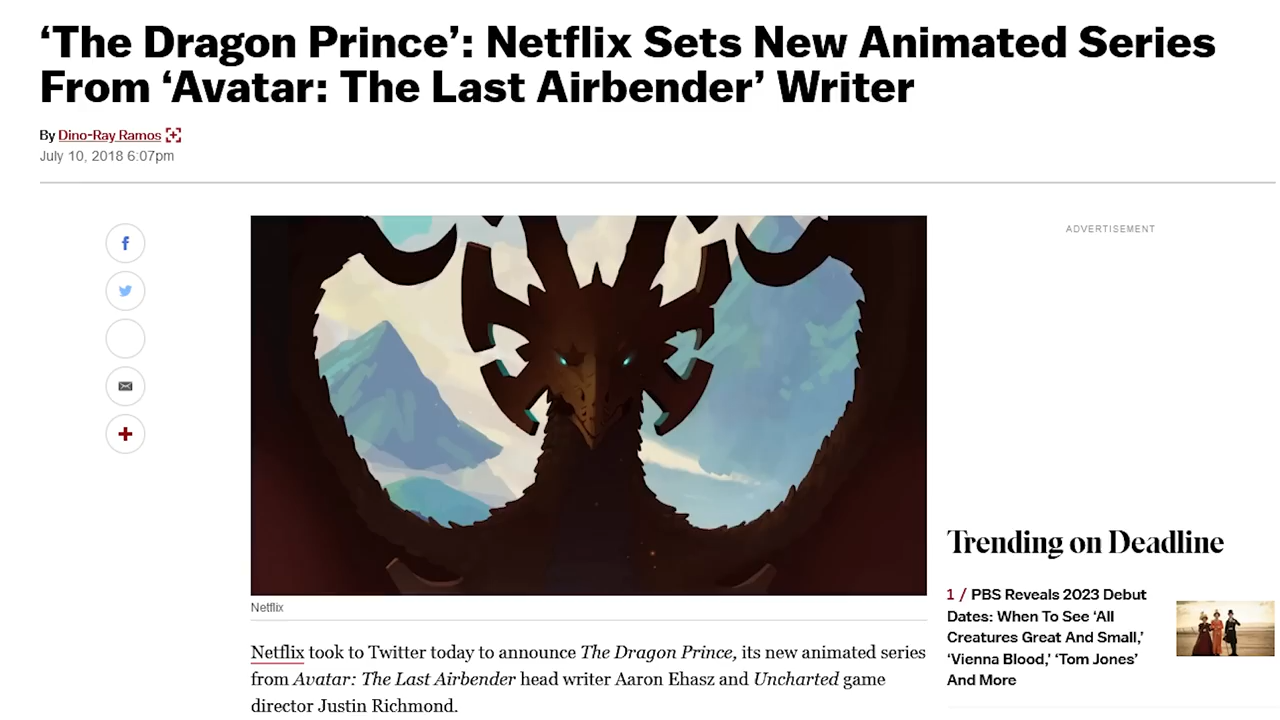 ‘The Dragon Prince’: Netflix Sets New Animated Series
From ‘Avatar: The Last Airbender’ Writer
By Dino-Ray Ramos
July 10, 2018 6:07pm
ADVERTISEMENT
Netflix
Netflix took to Twitter today to announce The Dragon Prince, its new animated series
from Avatar: The Last Airbender head writer Aaron Ehasz and Uncharted game
director Justin Richmond.
Trending on Deadline
1 / PBS Reveals 2023 Debut
Dates: When To See ‘All
Creatures Great And Small,’
‘Vienna Blood,’ ‘Tom Jones’
And More